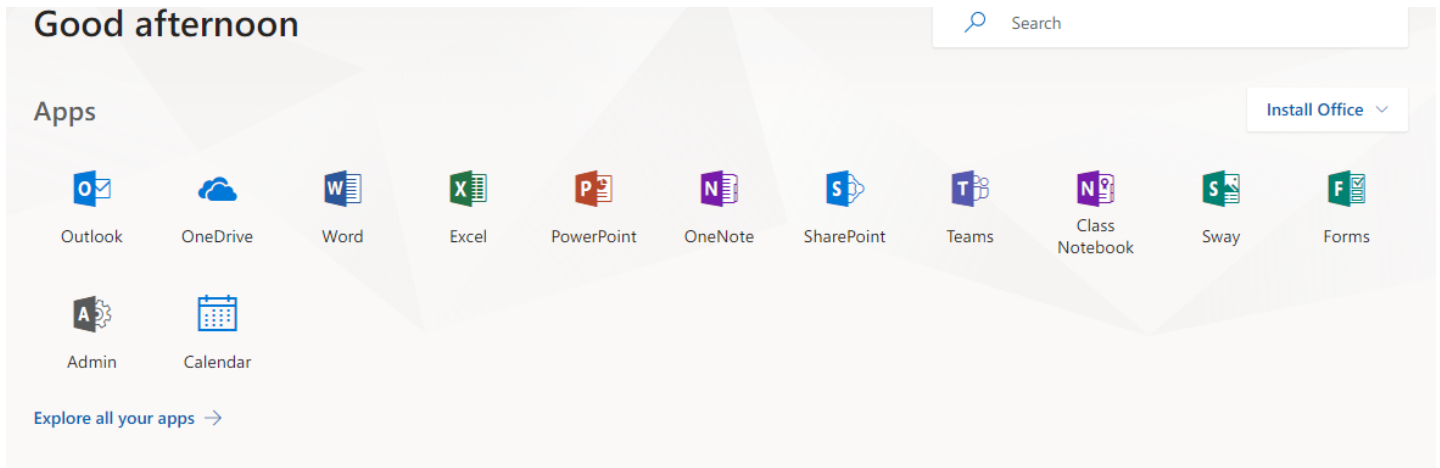 Good afternoon
Search
Apps
Install Office
Outlook
OneDrive
Word
Excel
PowerPoint
OneNote
SharePoint
Teams
Class
Notebook
Sway
Forms
Admin
Calendar
Explore all your apps →